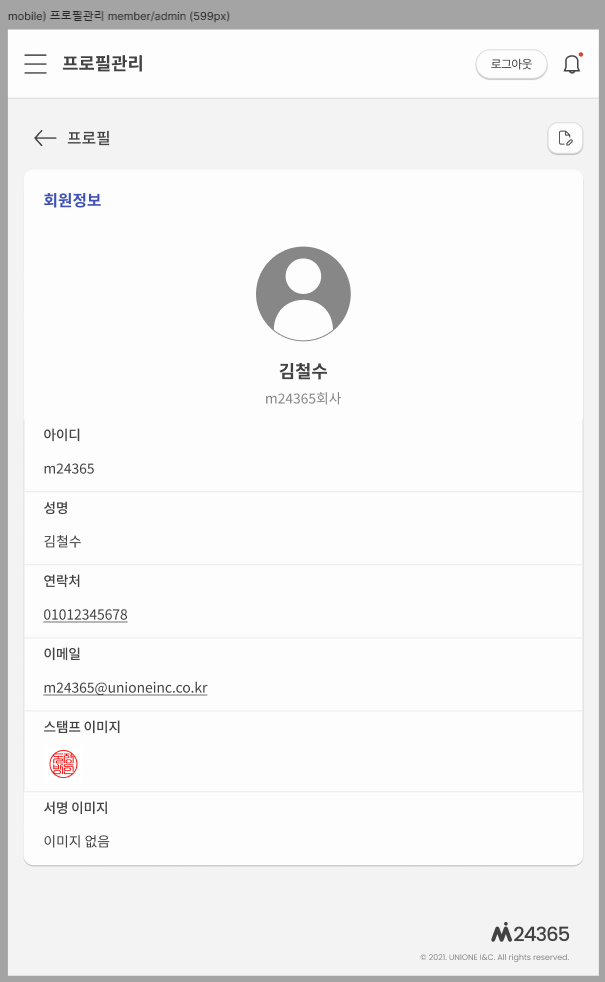 mobile) 프로필관리 member/admin (599px)
프로필관리
로그아웃
프로필
회원정보
김철수
m24365회사
아이디
m24365
성명
김철수
연락처
01012345678
이메일
m24365@unioneinc.co.kr
스탬프 이미지
서명 이미지
이미지 없음
24365
© 2021. UNIONE I&C. All rights reserved.